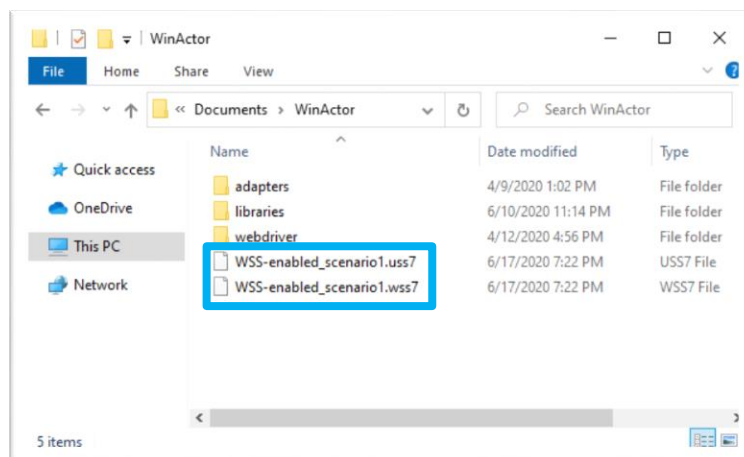 WinActor
File Home Share View
« Documents › WinActor
Search WinActor
Name Date modified Type
Quick access
OneDrive
This PC
Network
adapters 4/9/2020 1:02 PM File folder
libraries 6/10/2020 11:14 PM File folder
webdriver 4/12/2020 4:56 PM File folder
WSS-enabled_scenario1.uss7 6/17/2020 7:22 PM USS7 File
WSS-enabled_scenario1.wss7 6/17/2020 7:22 PM WSS7 File
5 items